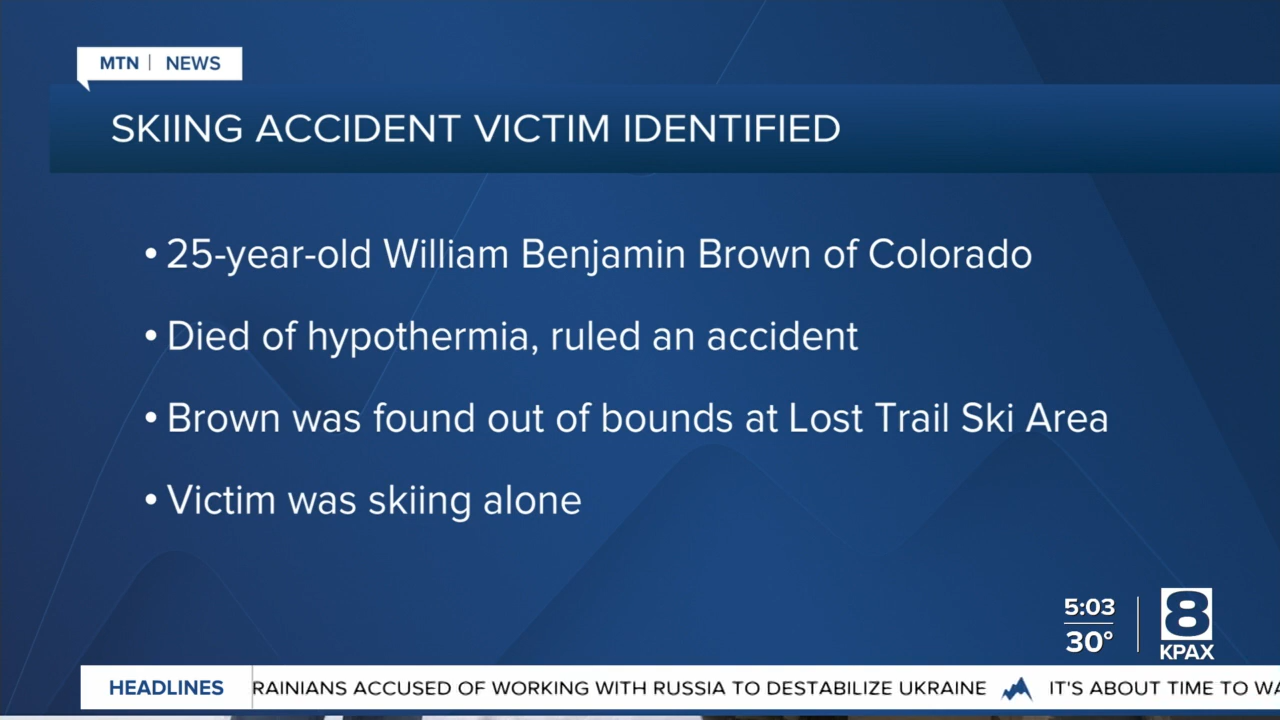 MTN | NEWS
SKIING ACCIDENT VICTIM IDENTIFIED
• 25-year-old William Benjamin Brown of Colorado
• Died of hypothermia, ruled an accident
• Brown was found out of bounds at Lost Trail Ski Area
• Victim was skiing alone
5:03
30°
8
KPAX
HEADLINES RAINIANS ACCUSED OF WORKING WITH RUSSIA TO DESTABILIZE UKRAINE IT'S ABOUT TIME TO WA